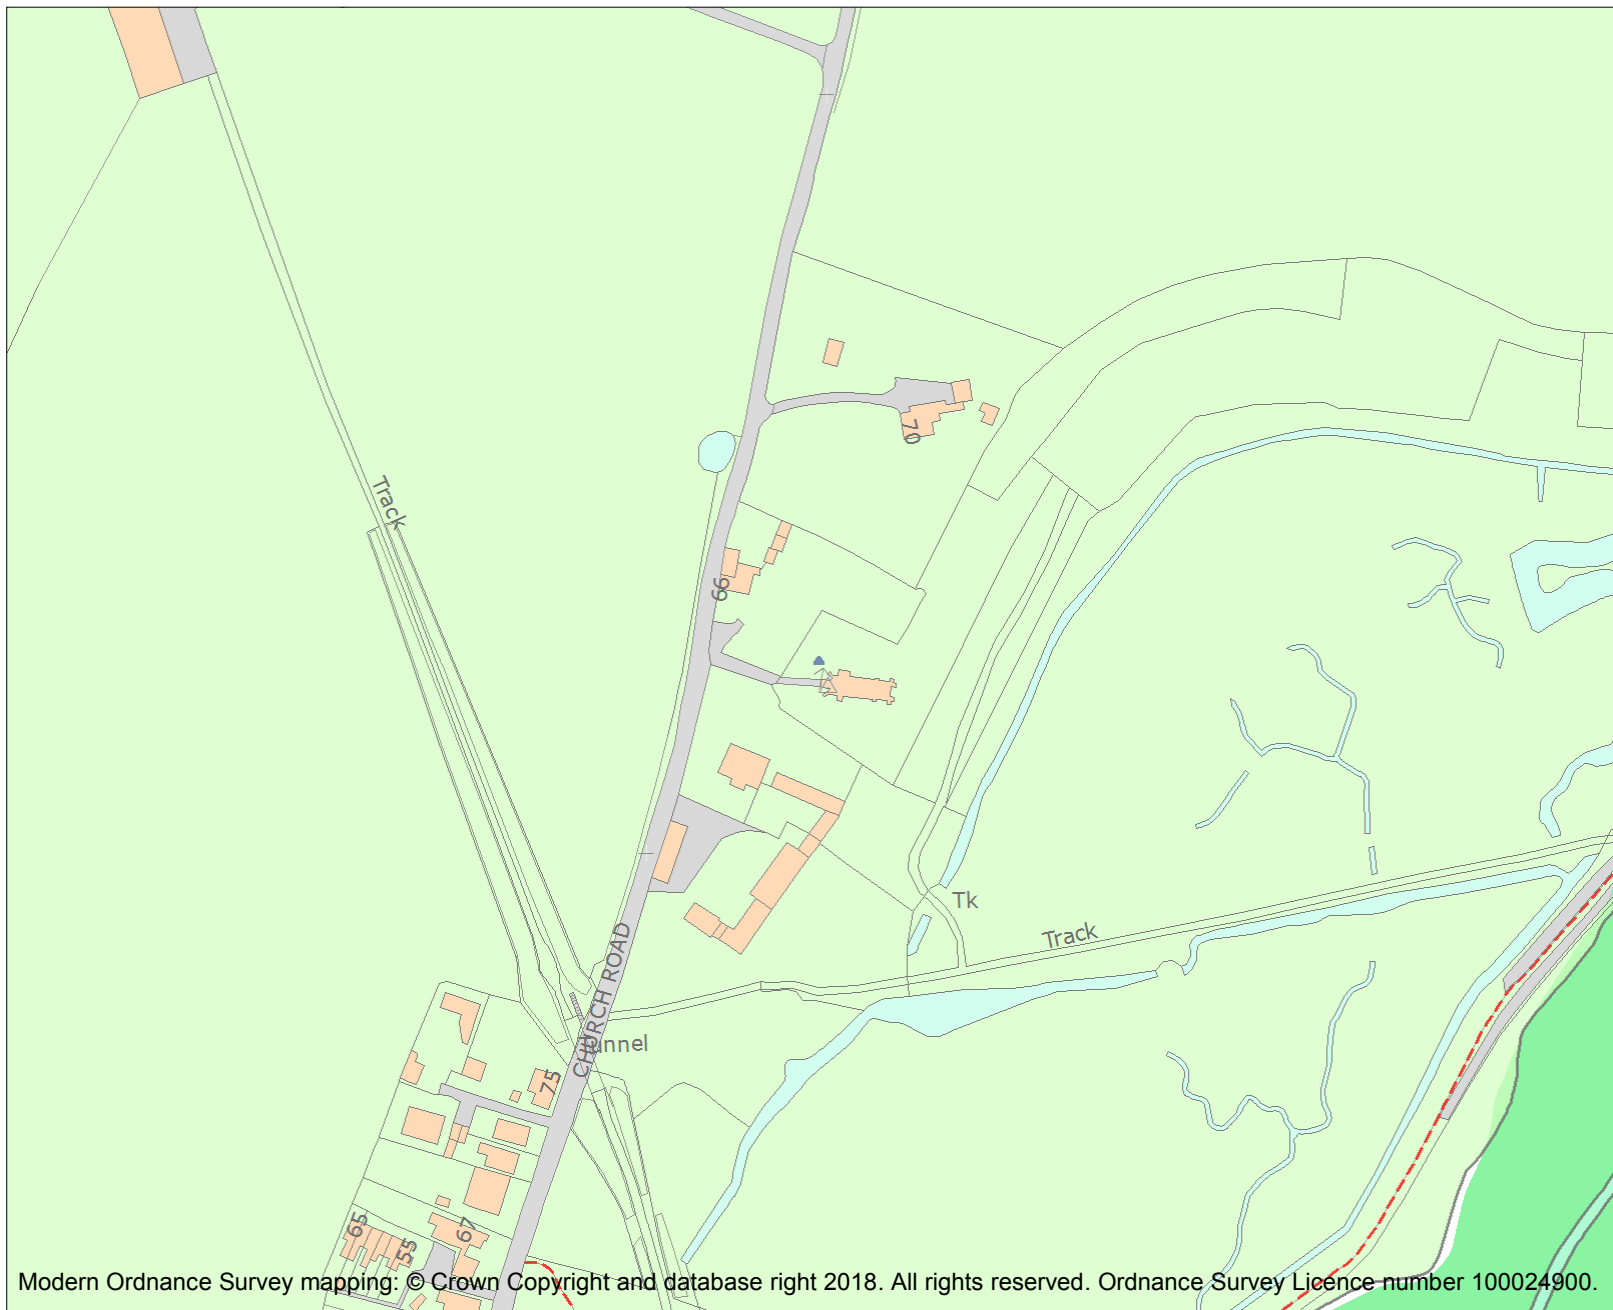 70
Track
66
Tk
Track
CHURCH ROAD
Tunnel
75
65
55
67
Modern Ordnance Survey mapping: © Crown Copyright and database right 2018. All rights reserved. Ordnance Survey Licence number 100024900.